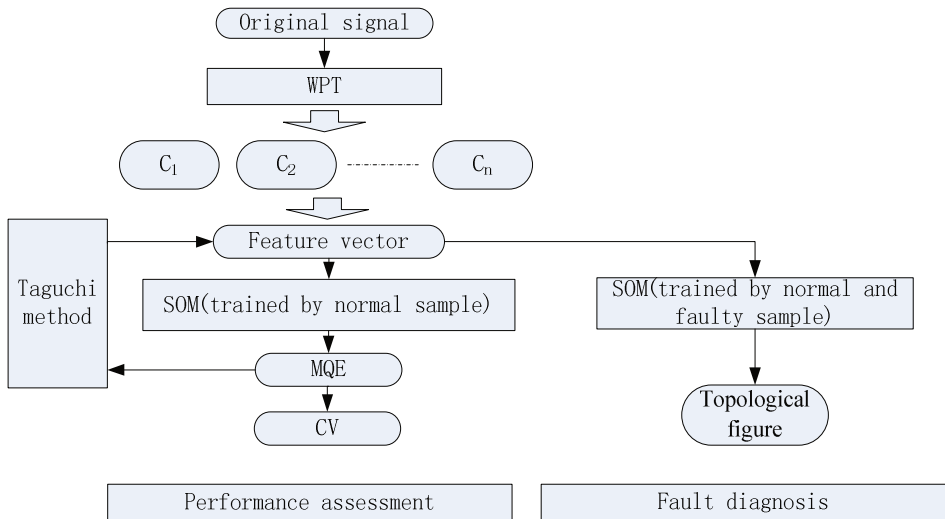 Original signal
WPT
C1 C2 Cn
Feature vector
Taguchi
method
SOM(trained by normal sample)
SOM(trained by normal and
faulty sample)
MQE
CV
Topological
figure
Performance assessment
Fault diagnosis